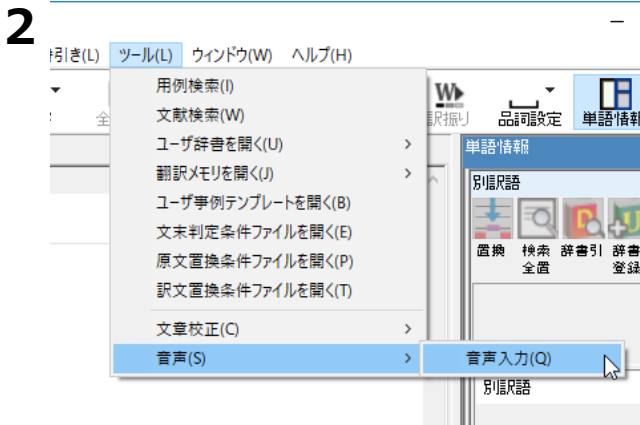 2
引き(L) ツール(L) ウィンドウ(W) ヘルプ(H)
用例検索(I)
文献検索(W)
ユーザ辞書を開く(U)
翻訳メモリを開く(J)
ユーザ事例テンプレートを開く(B)
文末判定条件ファイルを開く(E)
原文置換条件ファイルを開く(P)
訳文置換条件ファイルを開く(T)
文章校正(C)
音声(S)
音声入力(Q)
全
訳振り 品詞設定 単語情報
単語情報
別訳語
置換 検索 辞書引 辞書
全置 登録
別訳語